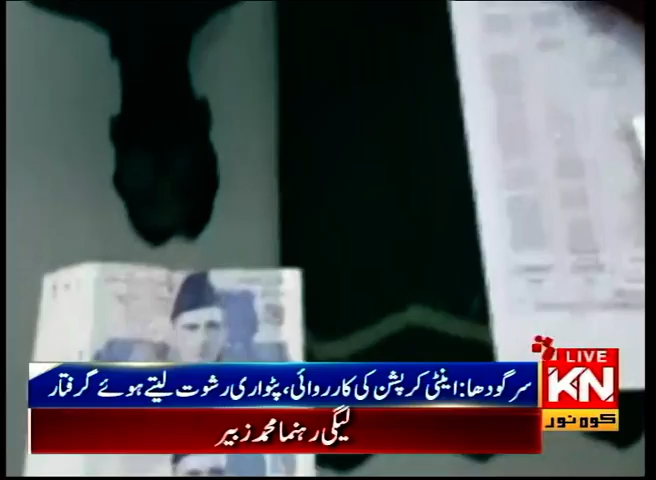 سرگودھا: اینٹی کرپشن کی کارروائی، پٹواری رشوت لیتے ہوئے گرفتار
لیگی رہنما محمد زبیر
LIVE
KN
کوہ نور